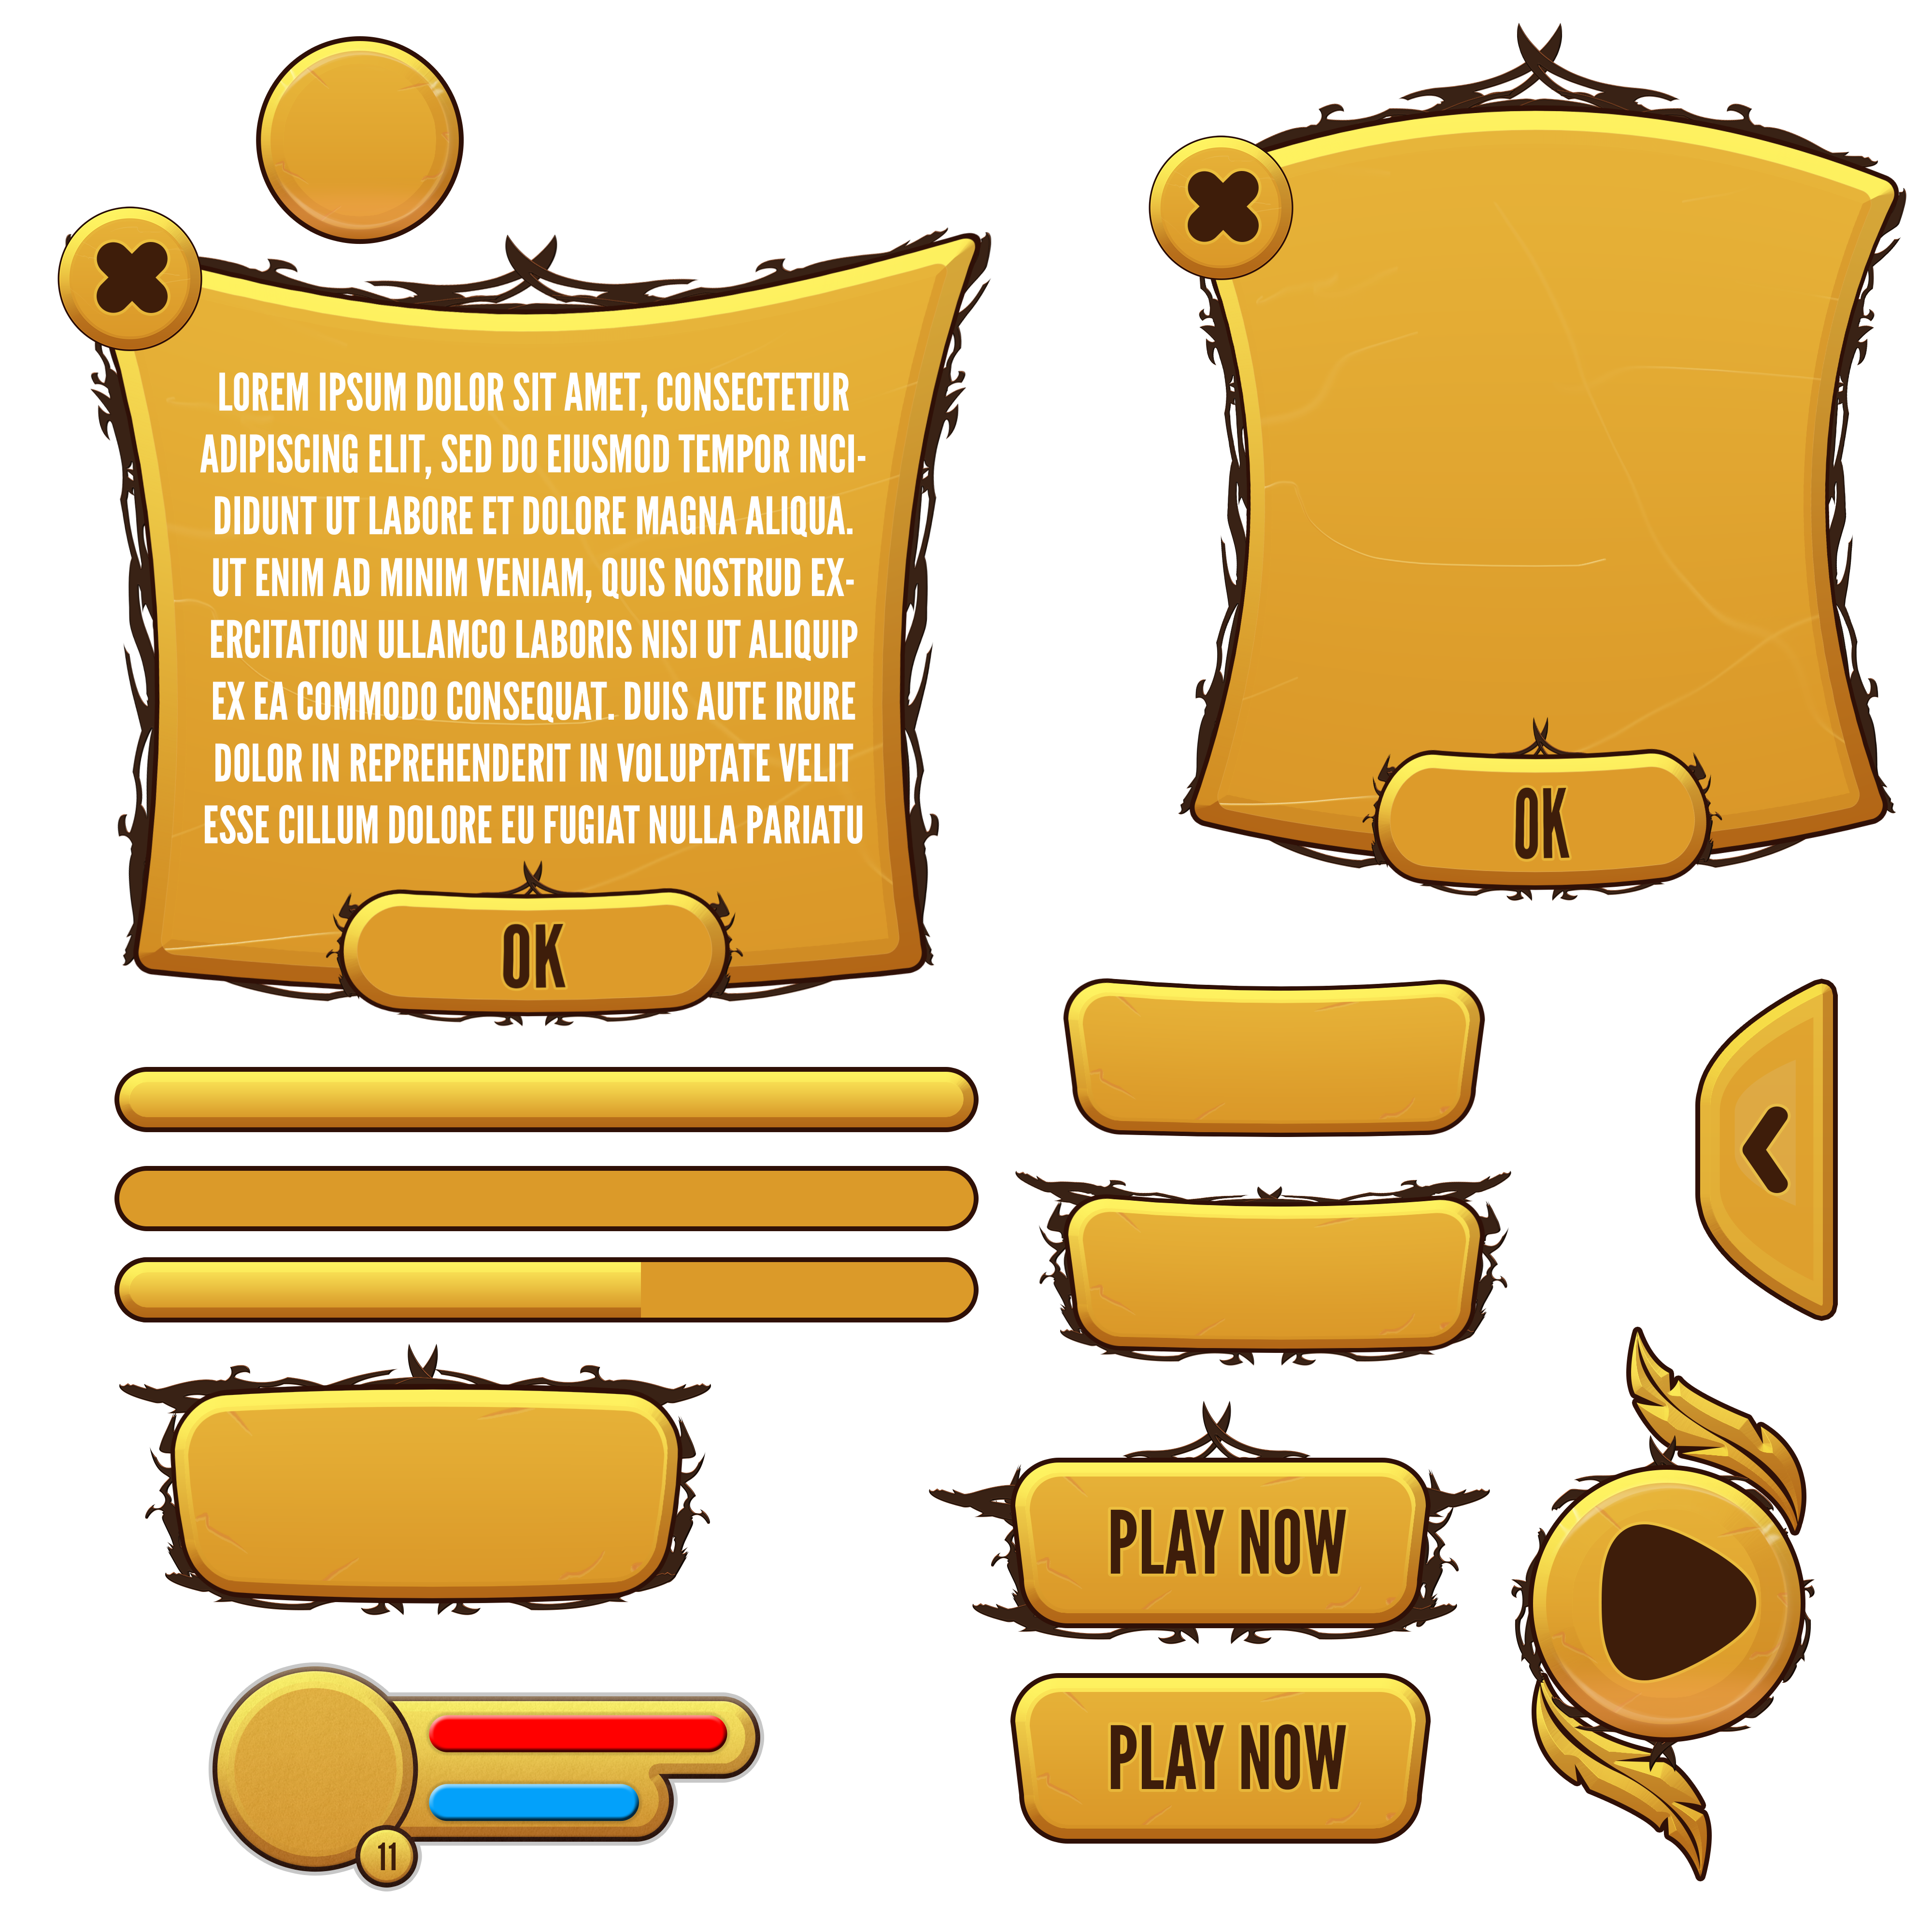 LOREM IPSUM DOLOR SIT AMET, CONSECTETUR
ADIPISCING ELIT, SED DO EIUSMOD TEMPOR INCI-
DIDUNT UT LABORE ET DOLORE MAGNA ALIQUA.
UT ENIM AD MINIM VENIAM, QUIS NOSTRUD EX-
ERCITATION ULLAMCO LABORIS NISI UT ALIQUIP
EX EA COMMODO CONSEQUAT. DUIS AUTE IRURE
DOLOR IN REPREHENDERIT IN VOLUPTATE VELIT
ESSE CILLUM DOLORE EU FUGIAT NULLA PARIATU
OK
OK
PLAY NOW
PLAY NOW
11